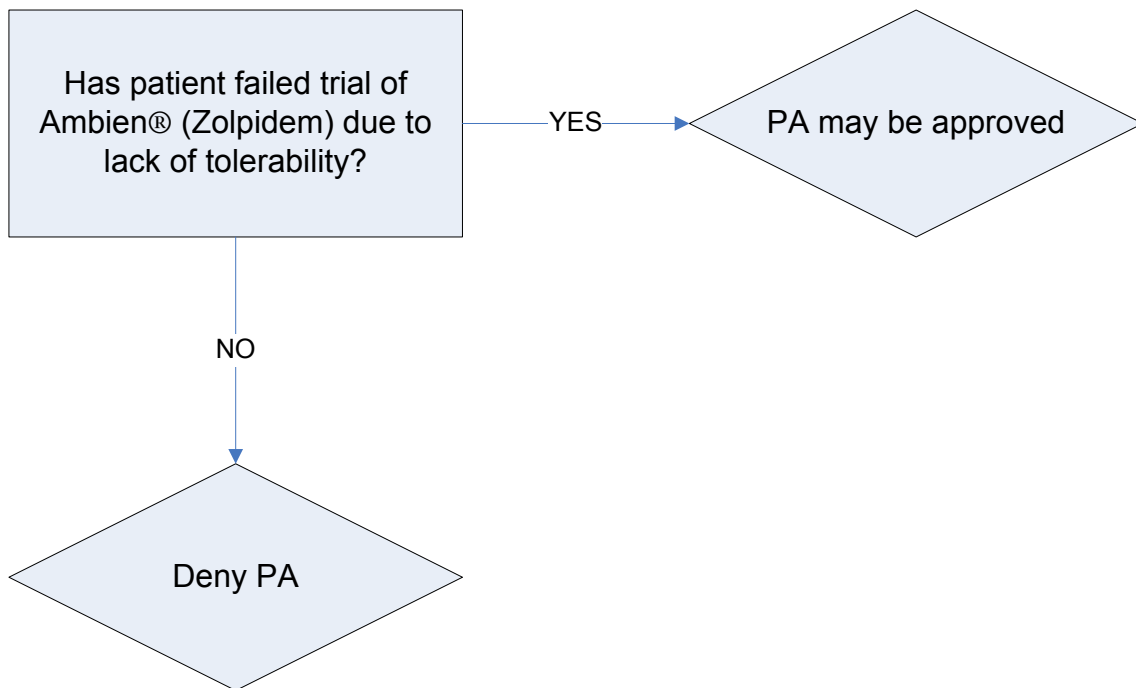 Has patient failed trial of
Ambien® (Zolpidem) due to
lack of tolerability?
YES
PA may be approved
NO
Deny PA